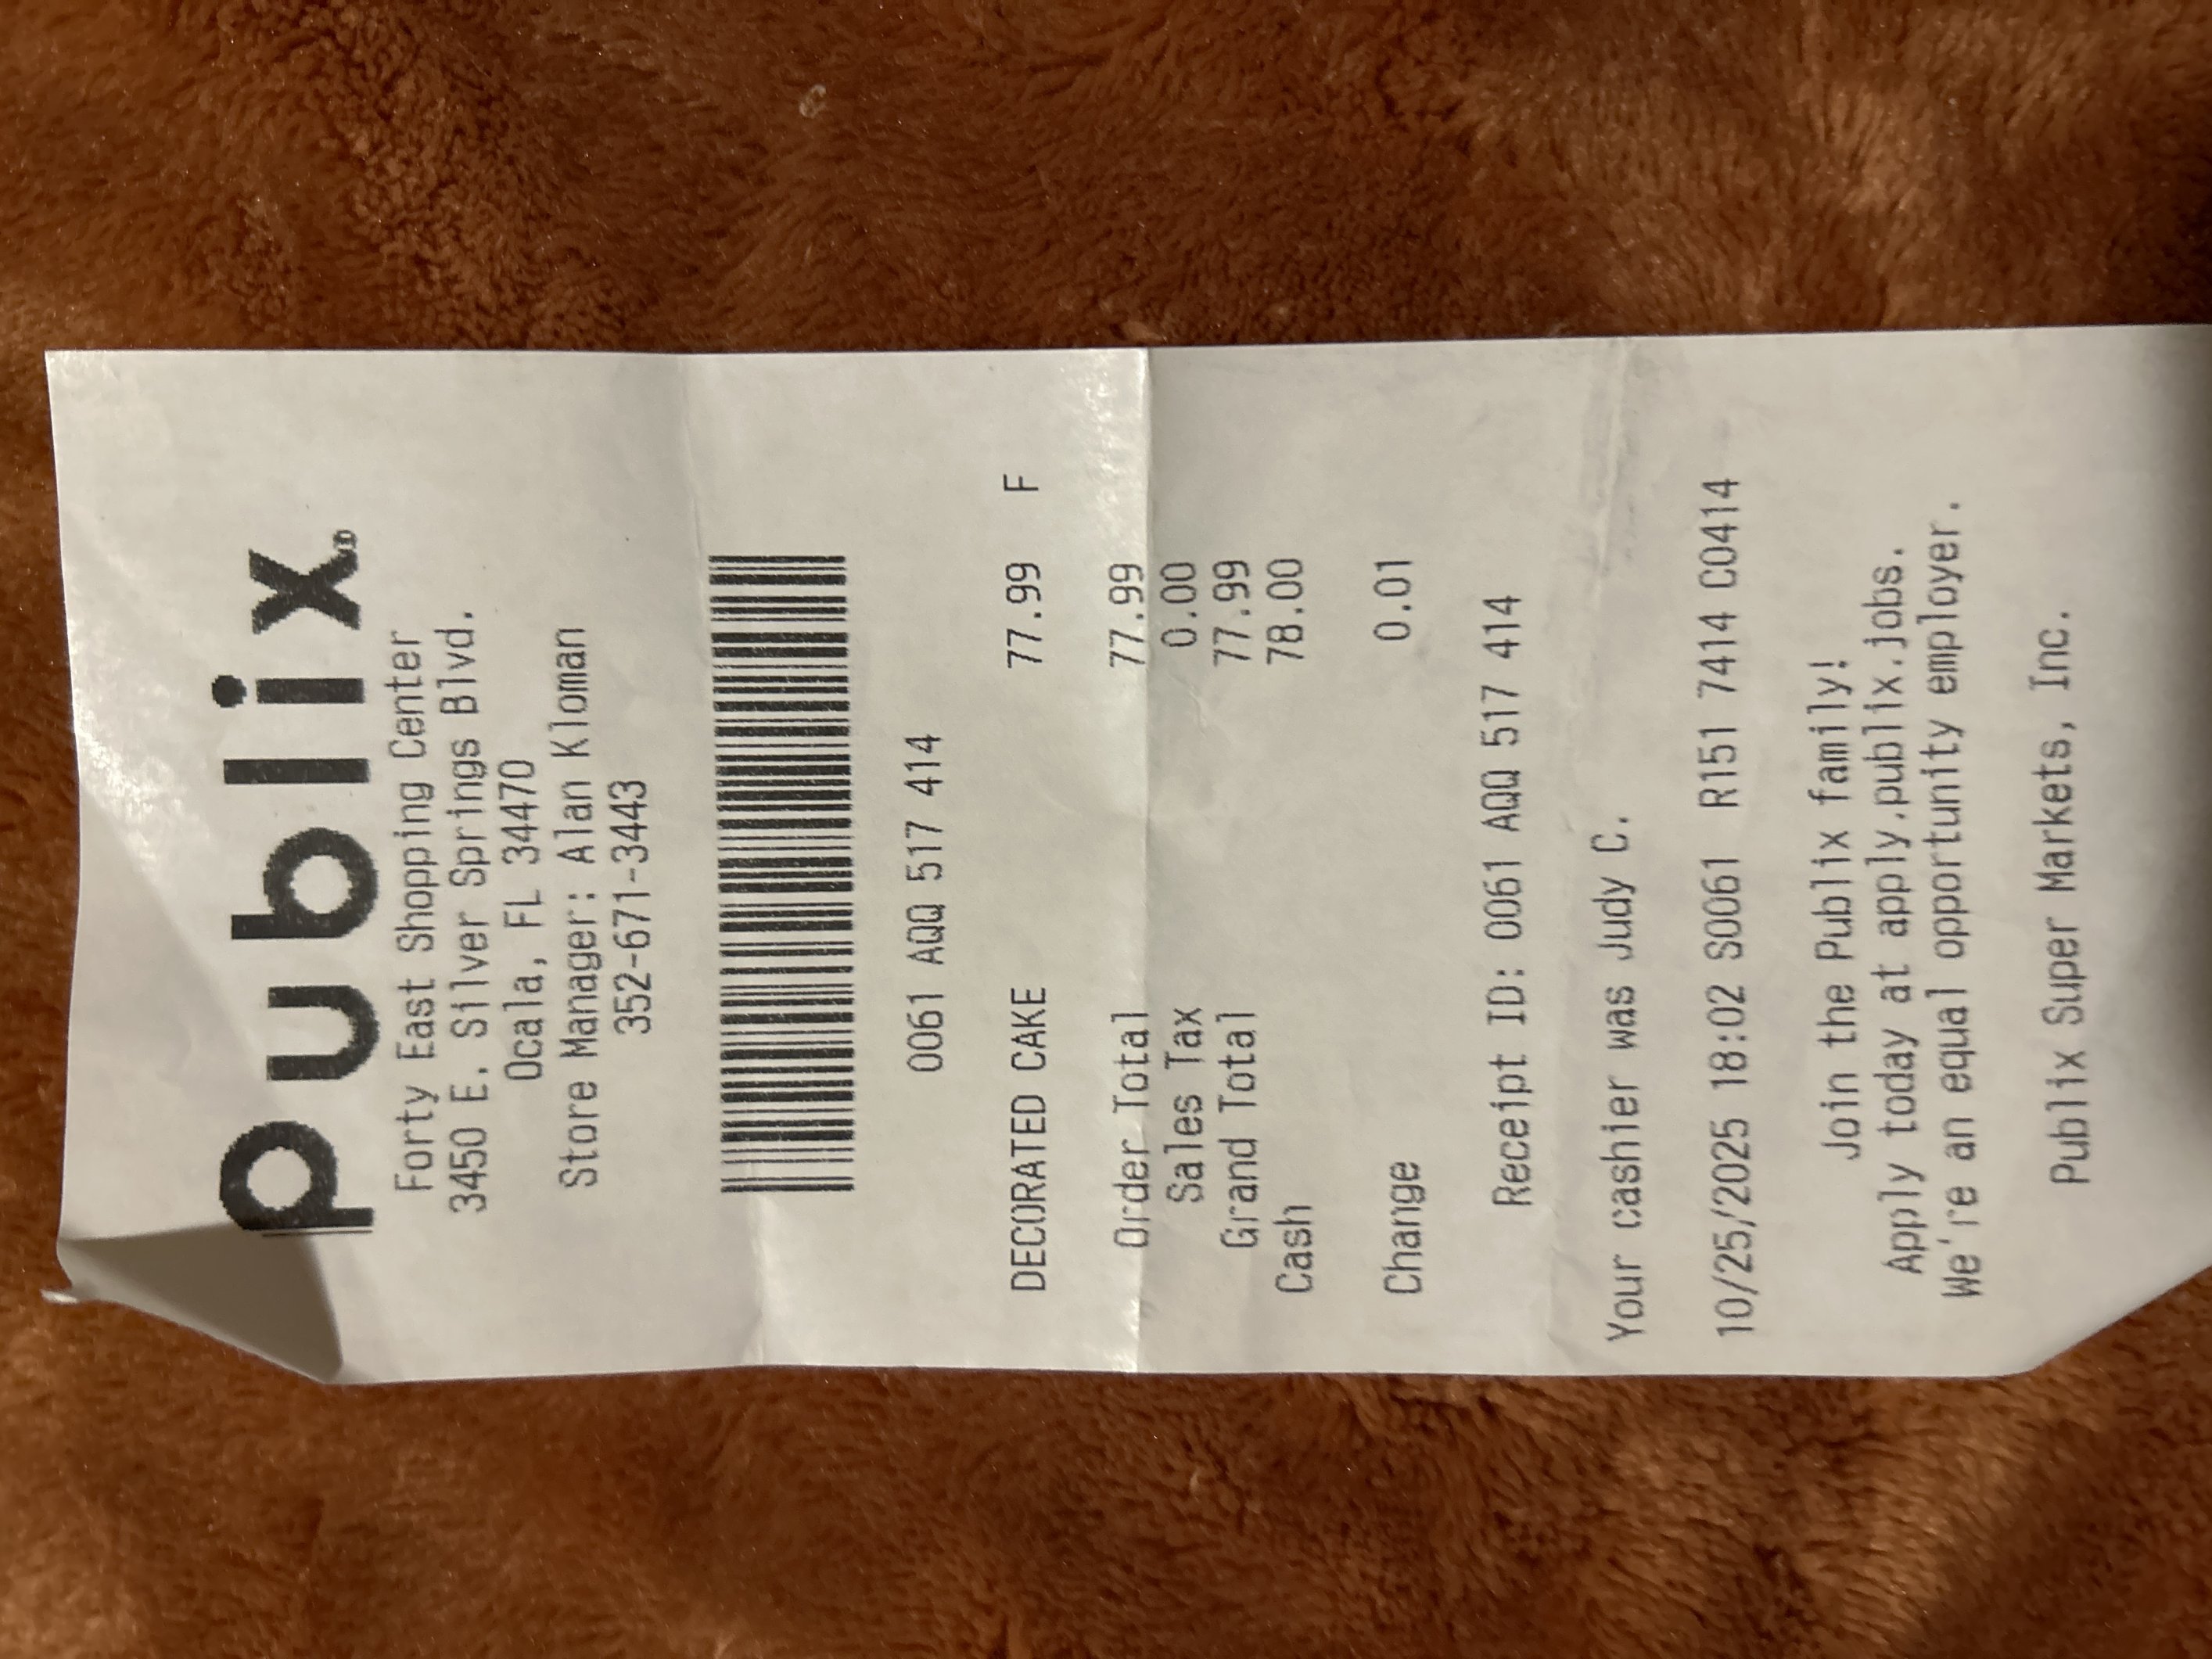 publix
Forty East Shopping Center
3450 E. Silver Springs Blvd.
Ocala, FL 34470
Store Manager: Alan Kloman
352-671-3443
0061 AQQ 517 414
DECORATED CAKE 77.99 F
Order Total 77.99
Sales Tax 0.00
Grand Total 77.99
Cash 78.00
Change 0.01
Receipt ID: 0061 AQQ 517 414
Your cashier was Judy C.
10/25/2025 18:02 S0061 R151 7414 C0414
Join the Publix family!
Apply today at apply.publix.jobs.
We're an equal opportunity employer.
Publix Super Markets, Inc.